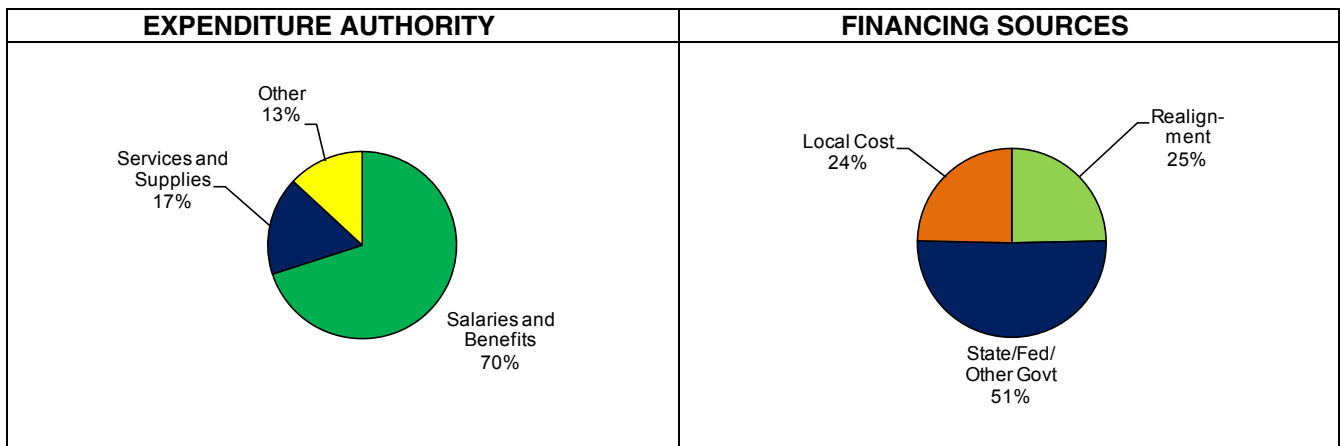 EXPENDITURE AUTHORITY
Other
13%
Services and
Supplies
17%
Salaries and
Benefits
70%
FINANCING SOURCES
Realign-
ment
25%
Local Cost
24%
State/Fed/
Other Govt
51%